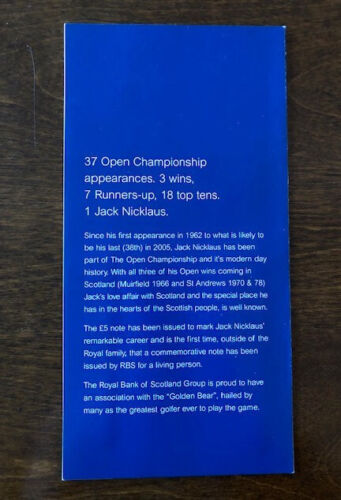 37 Open Championship
appearances. 3 wins,
7 Runners-up, 18 top tens.
1 Jack Nicklaus.
Since his first appearance in 1962 to what is likely to
be his last (38th) in 2005, Jack Nicklaus has been
part of The Open Championship and it's modern day
history. With all three of his Open wins coming in
Scotland (Muirfield 1966 and St Andrews 1970 & 78)
Jack's love affair with Scotland and the special place he
has in the hearts of the Scottish people, is well known.
The £5 note has been issued to mark Jack Nicklaus'
remarkable career and is the first time, outside of the
Royal family, that a commemorative note has been
issued by RBS for a living person.
The Royal Bank of Scotland Group is proud to have
an association with the "Golden Bear", hailed by
many as the greatest golfer ever to play the game.